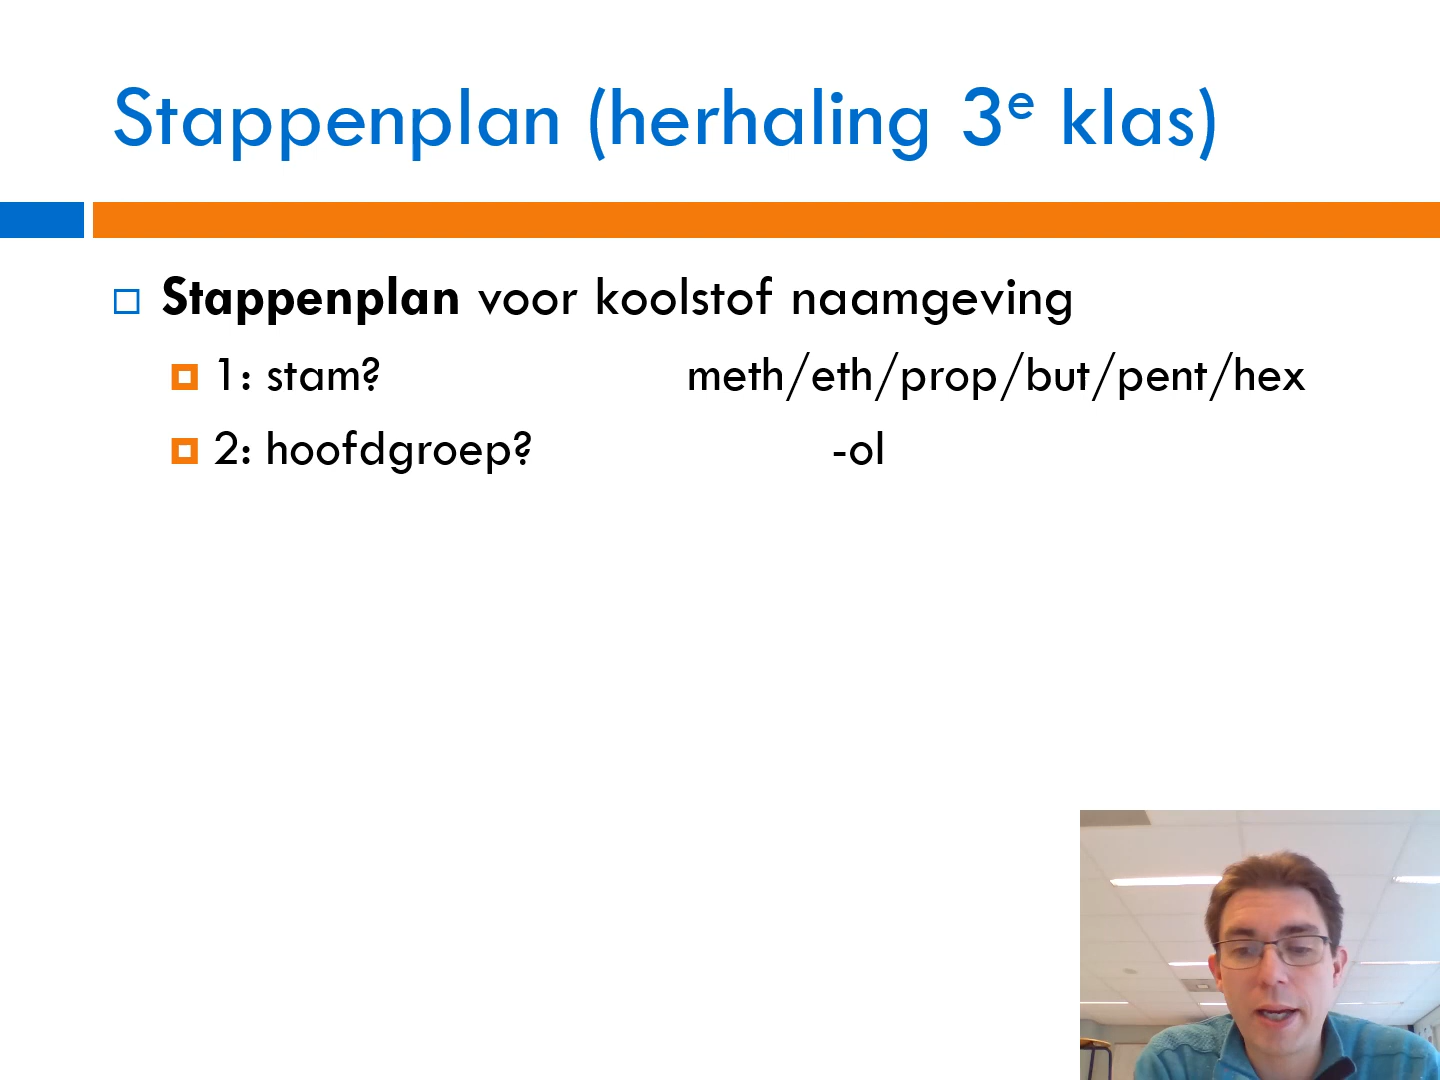 Stappenplan (herhaling 3e klas)
Stappenplan voor koolstof naamgeving
1: stam? meth/eth/prop/but/pent/hex
2: hoofdgroep? -ol